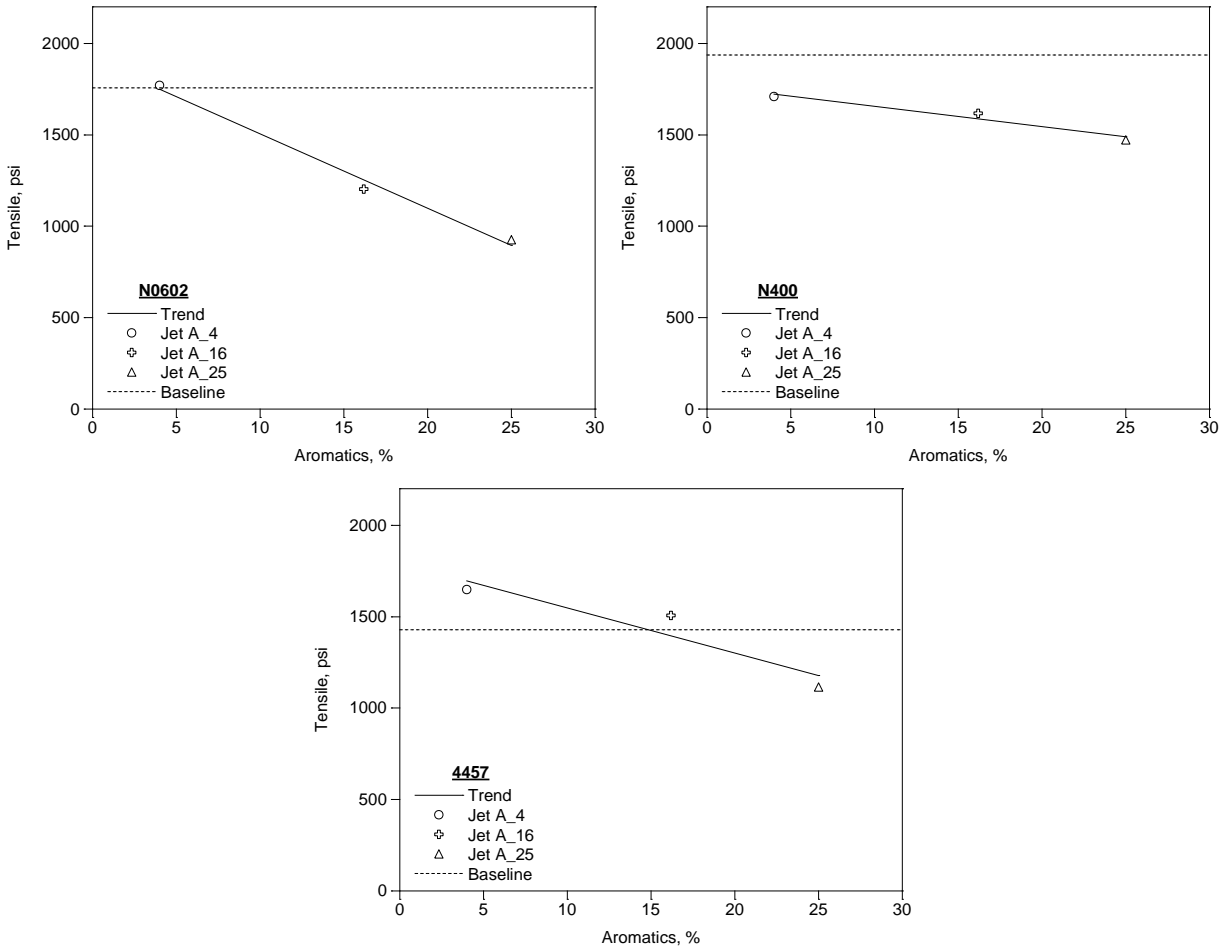 2000
1500
1000
500
0
Tensile, psi
N0602
Trend
Jet A_4
Jet A_16
Jet A_25
Baseline
0 5 10 15 20 25 30
Aromatics, %
2000
1500
1000
500
0
Tensile, psi
N400
Trend
Jet A_4
Jet A_16
Jet A_25
Baseline
0 5 10 15 20 25 30
Aromatics, %
2000
1500
1000
500
0
Tensile, psi
4457
Trend
Jet A_4
Jet A_16
Jet A_25
Baseline
0 5 10 15 20 25 30
Aromatics, %